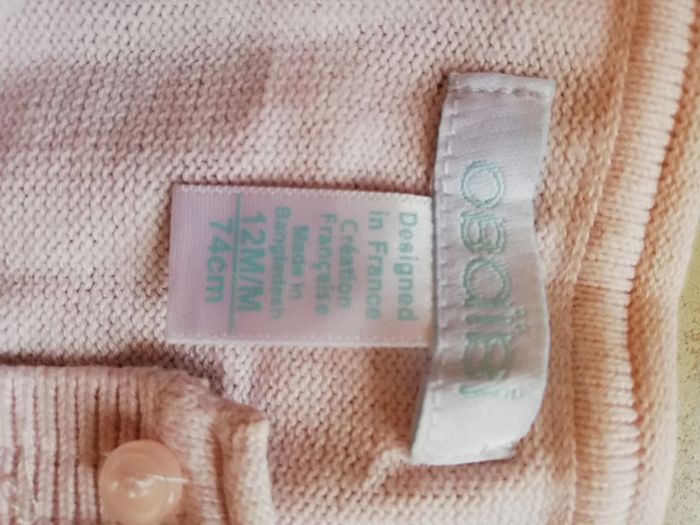 obaïbi
Designed
in France
Création
Française
Made in
Bangladesh
12M/M
74cm